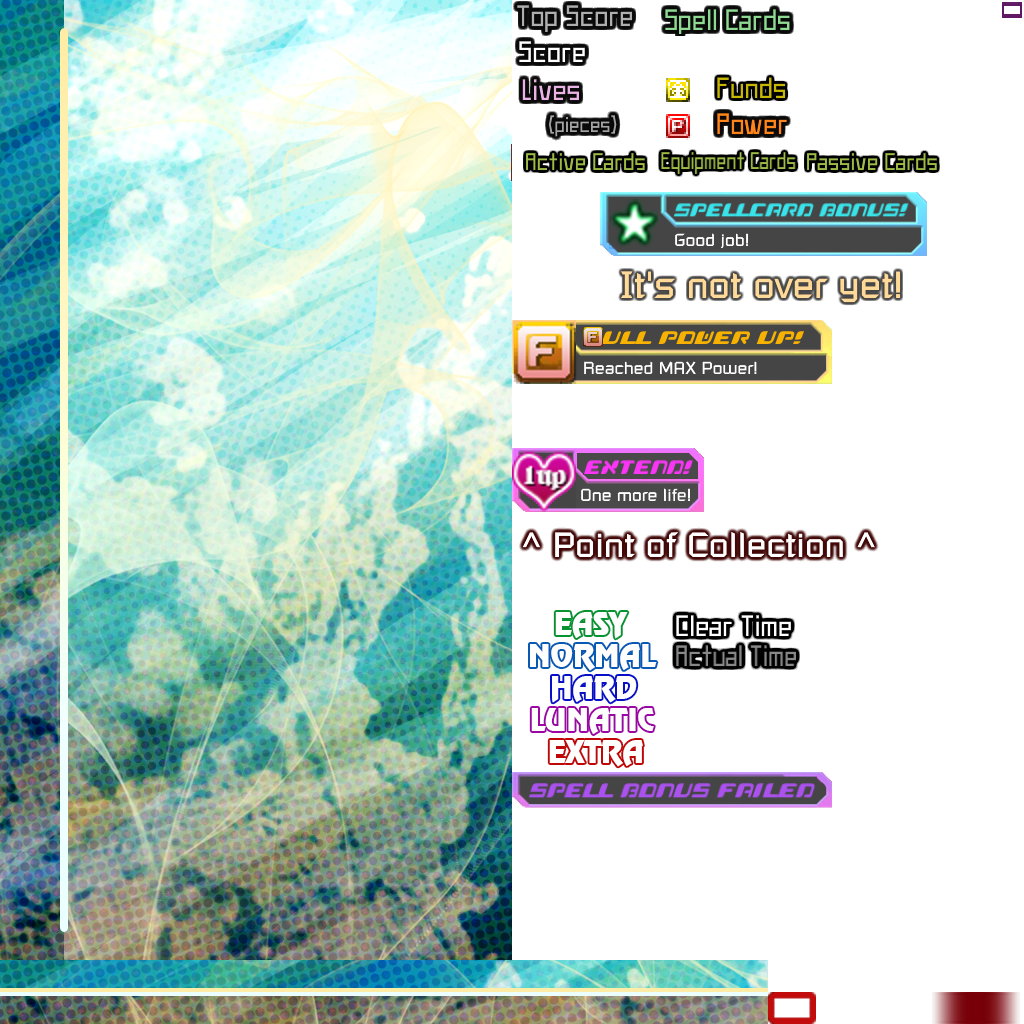 Top Score
Spell Cards
Score
Lives
Funds
(pieces)
P Power
Active Cards Equipment Cards Passive Cards
SPELLCARD BONUS!
Good job!
It's not over yet!
F FULL POWER UP!
Reached MAX Power!
1up EXTEND!
One more life!
^ Point of Collection ^
EASY
Clear Time
NORMAL
Actual Time
HARD
LUNATIC
EXTRA
SPELL BONUS FAILED